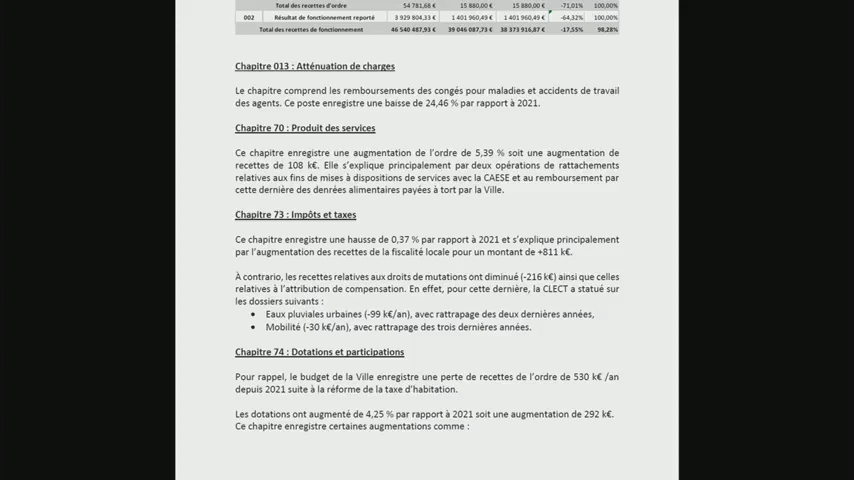 Total des recettes d'ordre 54 781,68 € 15 880,00 € 15 880,00 € -71,01% 100,00%
002 Résultat de fonctionnement reporté 3 929 804,33 € 1 401 960,49 € 1 401 960,49 € -64,32% 100,00%
Total des recettes de fonctionnement 46 540 487,93 € 39 046 087,73 € 38 373 916,87 € -17,55% 98,28%
Chapitre 013 : Atténuation de charges
Le chapitre comprend les remboursements des congés pour maladies et accidents de travail
des agents. Ce poste enregistre une baisse de 24,46 % par rapport à 2021.
Chapitre 70 : Produit des services
Ce chapitre enregistre une augmentation de l'ordre de 5,39 % soit une augmentation de
recettes de 108 k€. Elle s'explique principalement par deux opérations de rattachements
relatives aux fins de mises à dispositions de services avec la CAESE et au remboursement par
cette dernière des denrées alimentaires payées à tort par la Ville.
Chapitre 73 : Impôts et taxes
Ce chapitre enregistre une hausse de 0,37 % par rapport à 2021 et s'explique principalement
par l'augmentation des recettes de la fiscalité locale pour un montant de +811 k€.
À contrario, les recettes relatives aux droits de mutations ont diminué (-216 k€) ainsi que celles
relatives à l'attribution de compensation. En effet, pour cette dernière, la CLECT a statué sur
les dossiers suivants :
• Eaux pluviales urbaines (-99 k€/an), avec rattrapage des deux dernières années,
• Mobilité (-30 k€/an), avec rattrapage des trois dernières années.
Chapitre 74 : Dotations et participations
Pour rappel, le budget de la Ville enregistre une perte de recettes de l'ordre de 530 k€ /an
depuis 2021 suite à la réforme de la taxe d'habitation.
Les dotations ont augmenté de 4,25 % par rapport à 2021 soit une augmentation de 292 k€.
Ce chapitre enregistre certaines augmentations comme :